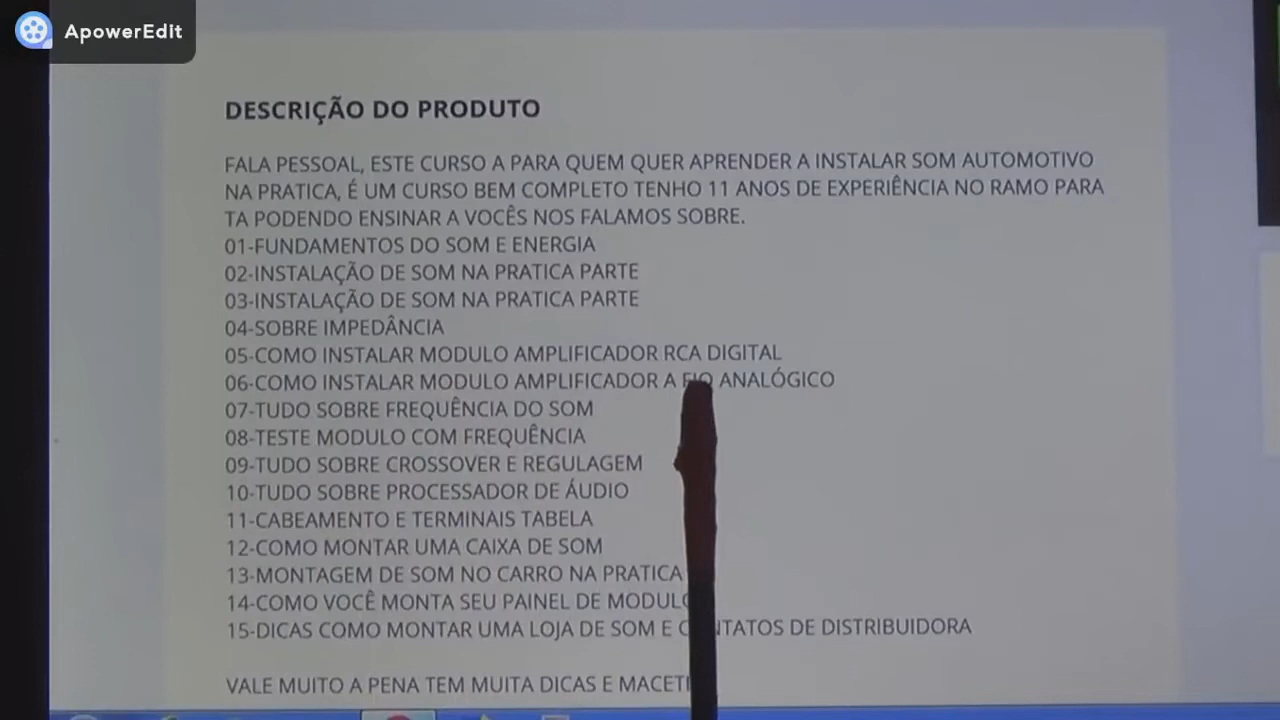 ApowerEdit
DESCRIÇÃO DO PRODUTO
FALA PESSOAL, ESTE CURSO A PARA QUEM QUER APRENDER A INSTALAR SOM AUTOMOTIVO
NA PRATICA, É UM CURSO BEM COMPLETO TENHO 11 ANOS DE EXPERIÊNCIA NO RAMO PARA
TA PODENDO ENSINAR A VOCÊS NOS FALAMOS SOBRE.
01-FUNDAMENTOS DO SOM E ENERGIA
02-INSTALAÇÃO DE SOM NA PRATICA PARTE
03-INSTALAÇÃO DE SOM NA PRATICA PARTE
04-SOBRE IMPEDÂNCIA
05-COMO INSTALAR MODULO AMPLIFICADOR RCA DIGITAL
06-COMO INSTALAR MODULO AMPLIFICADOR A FIO ANALÓGICO
07-TUDO SOBRE FREQUÊNCIA DO SOM
08-TESTE MODULO COM FREQUÊNCIA
09-TUDO SOBRE CROSSOVER E REGULAGEM
10-TUDO SOBRE PROCESSADOR DE ÁUDIO
11-CABEAMENTO E TERMINAIS TABELA
12-COMO MONTAR UMA CAIXA DE SOM
13-MONTAGEM DE SOM NO CARRO NA PRATICA
14-COMO VOCÊ MONTA SEU PAINEL DE MODULO
15-DICAS COMO MONTAR UMA LOJA DE SOM E CONTATOS DE DISTRIBUIDORA
VALE MUITO A PENA TEM MUITA DICAS E